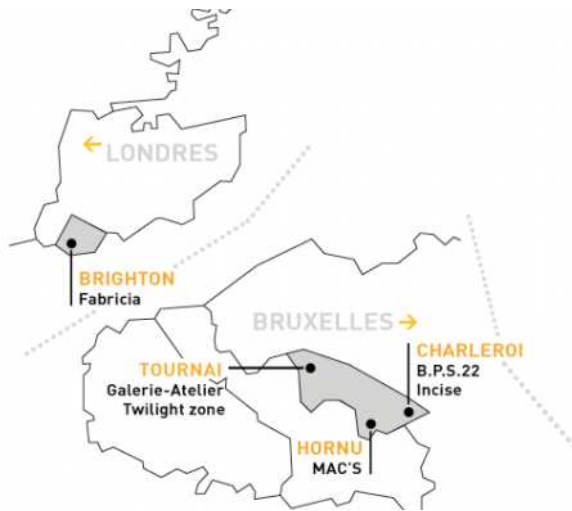 LONDRES
BRIGHTON
Fabricia
BRUXELLES
TOURNAI
Galerie-Atelier
Twilight zone
CHARLEROI
B.P.S.22
Incise
HORNU
MAC'S